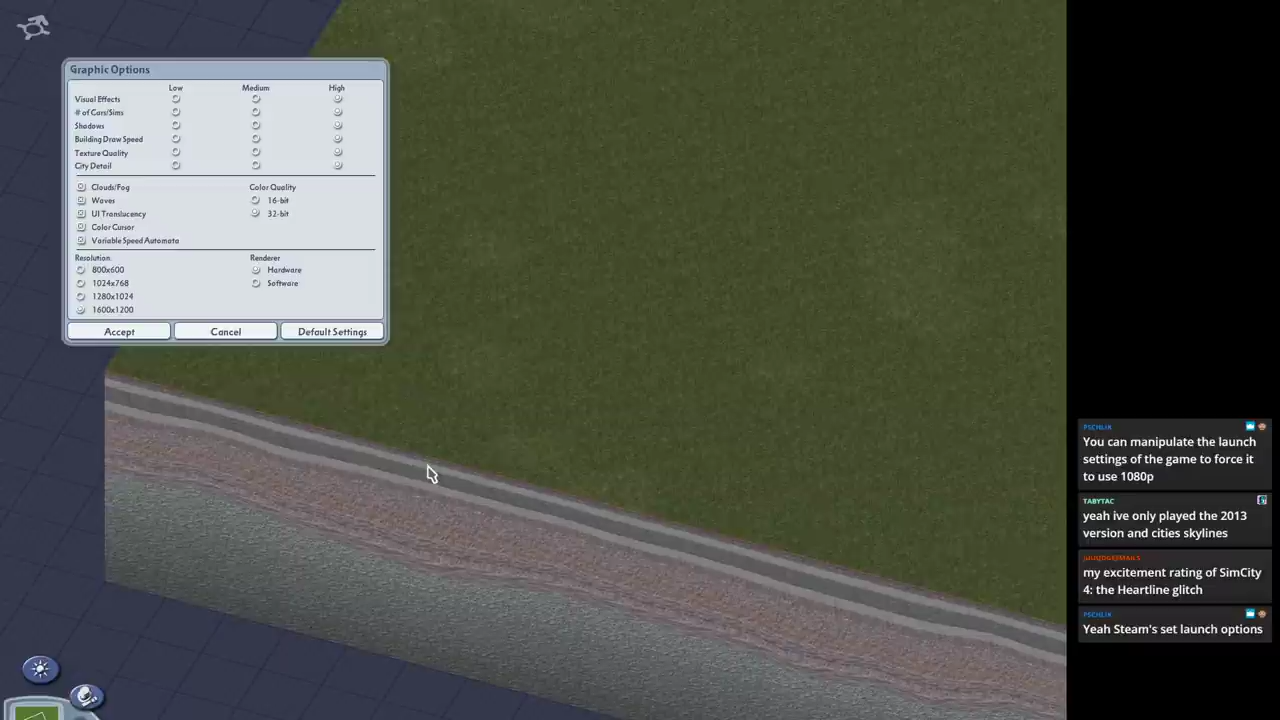 Graphic Options
Low Medium High
Visual Effects
# of Cars/Sims
Shadows
Building Draw Speed
Texture Quality
City Detail
Clouds/Fog Color Quality
Waves 16-bit
UI Translucency 32-bit
Color Cursor
Variable Speed Automata
Resolution: Renderer
800x600 Hardware
1024x768 Software
1280x1024
1600x1200
Accept Cancel Default Settings
PSCHLIK
You can manipulate the launch
settings of the game to force it
to use 1080p
TABYTAC
yeah ive only played the 2013
version and cities skylines
my excitement rating of SimCity
4: the Heartline glitch
PSCHLIK
Yeah Steam's set launch options